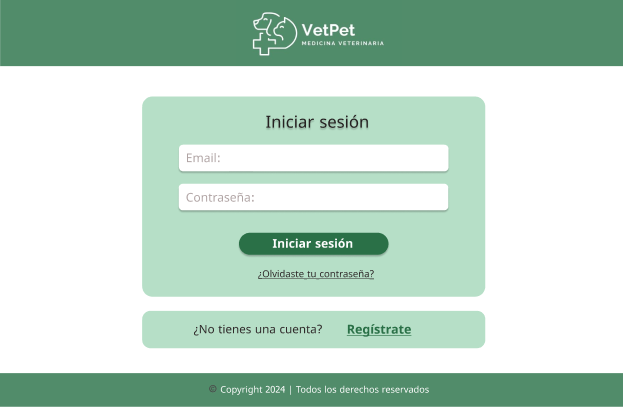 VetPet
MEDICINA VETERINARIA
Iniciar sesión
Email:
Contraseña:
Iniciar sesión
¿Olvidaste tu contraseña?
¿No tienes una cuenta? Regístrate
© Copyright 2024 | Todos los derechos reservados